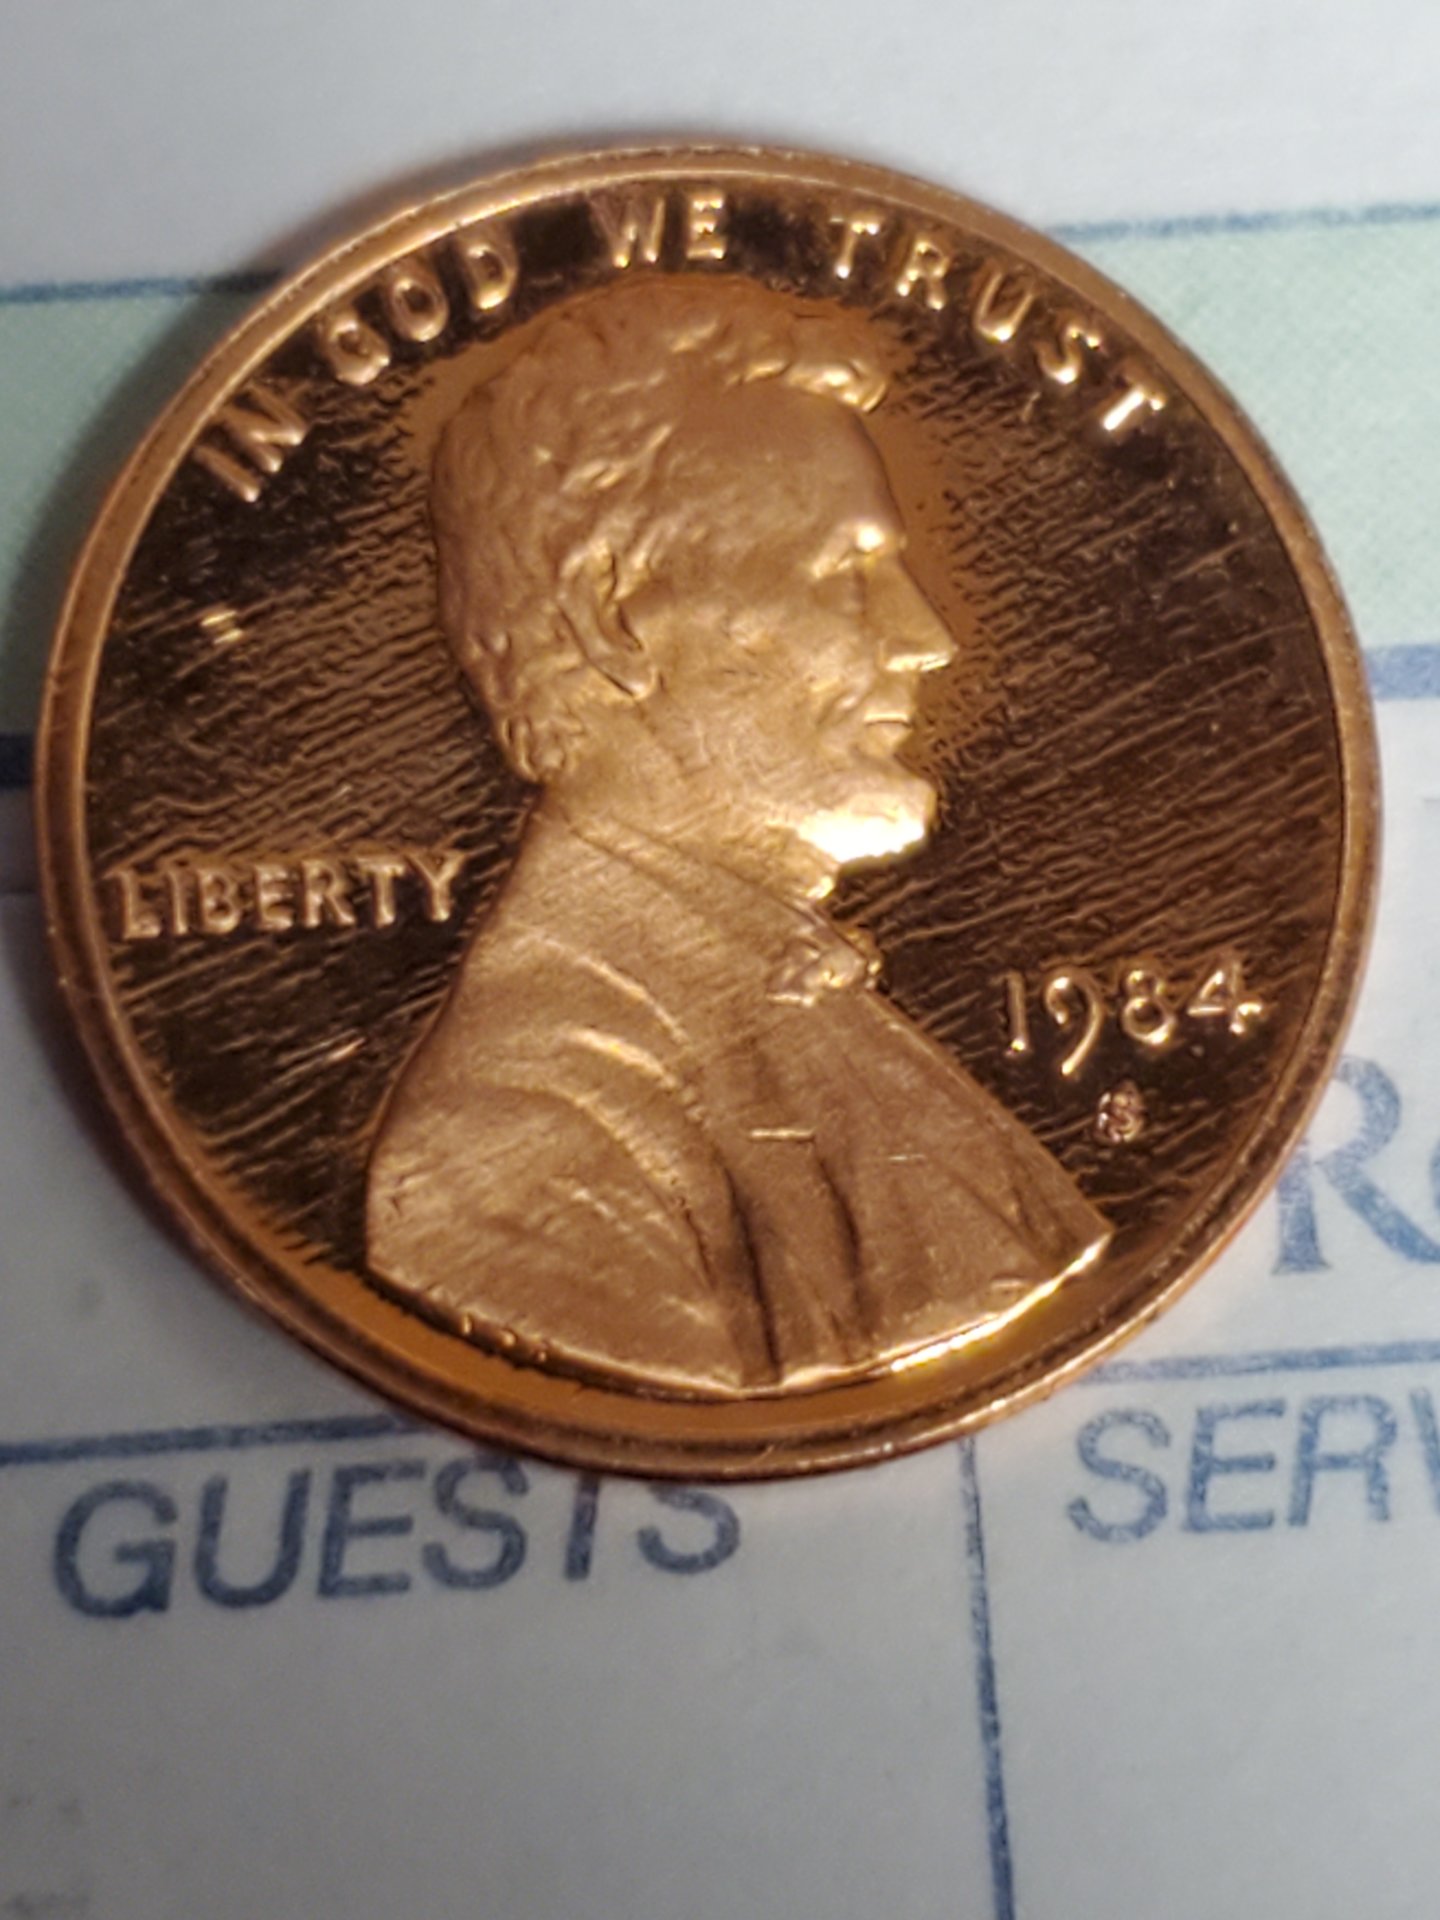 IN GOD WE TRUST
LIBERTY
1984
S
GUESTS
SERV